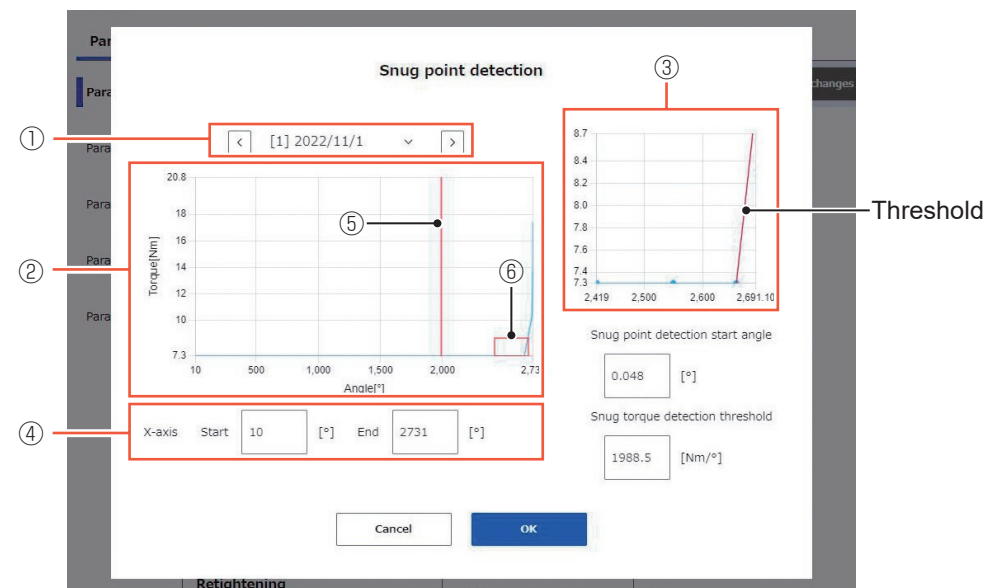 Par
Snug point detection
③
Para
changes
①
[1] 2022/11/1
Para
8.7
8.4
8.2
8.0
7.8
7.6
7.4
7.3
2,419 2,500 2,600 2,691.10
Threshold
20.8
18
16
14
12
10
7.3
Torque[Nm]
10 500 1,000 1,500 2,000 2,73
Angle[°]
⑤
⑥
②
Para
Para
Para
Snug point detection start angle
0.048 [°]
Snug torque detection threshold
1988.5 [Nm/°]
④
X-axis Start 10 [°] End 2731 [°]
Cancel OK
Retightening